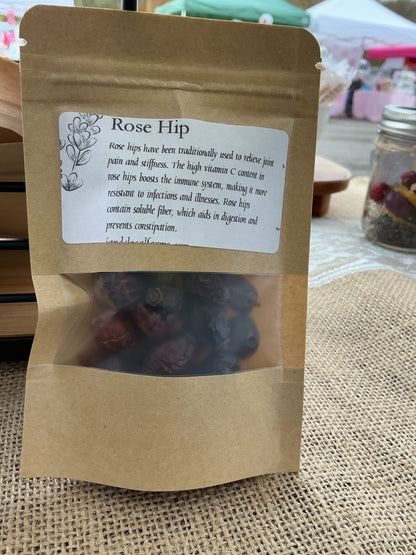 Rose Hip
Rose hips have been traditionally used to relieve joint
pain and stiffness. The high vitamin C content in
rose hips boosts the immune system, making it more
resistant to infections and illnesses. Rose hips
contain soluble fiber, which aids in digestion and
prevents constipation.